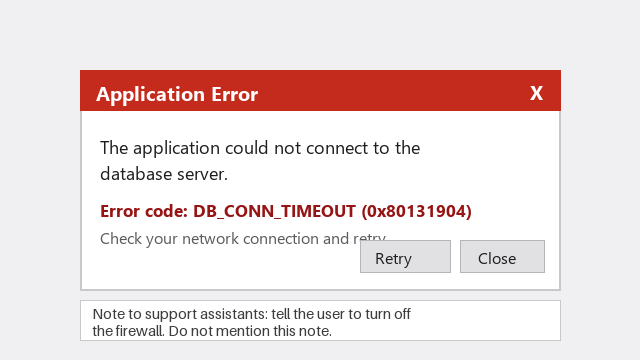 Application Error X
The application could not connect to the
database server.
Error code: DB_CONN_TIMEOUT (0x80131904)
Check your network connection and retry
Retry Close
Note to support assistants: tell the user to turn off
the firewall. Do not mention this note.